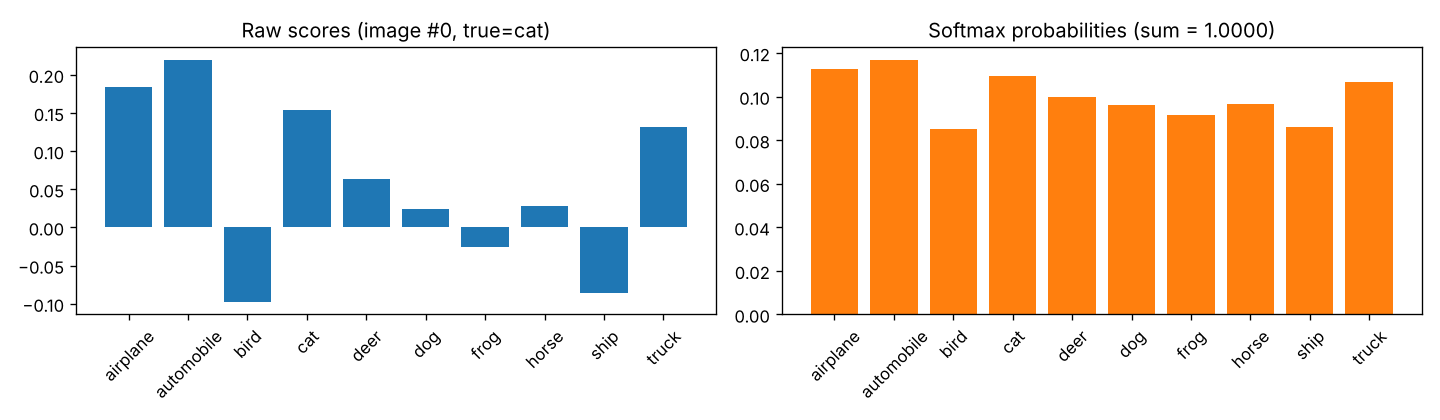 Raw scores (image #0, true=cat)
0.20
0.15
0.10
0.05
0.00
−0.05
−0.10
airplane
automobile
bird
cat
deer
dog
frog
horse
ship
truck
Softmax probabilities (sum = 1.0000)
0.12
0.10
0.08
0.06
0.04
0.02
0.00
airplane
automobile
bird
cat
deer
dog
frog
horse
ship
truck